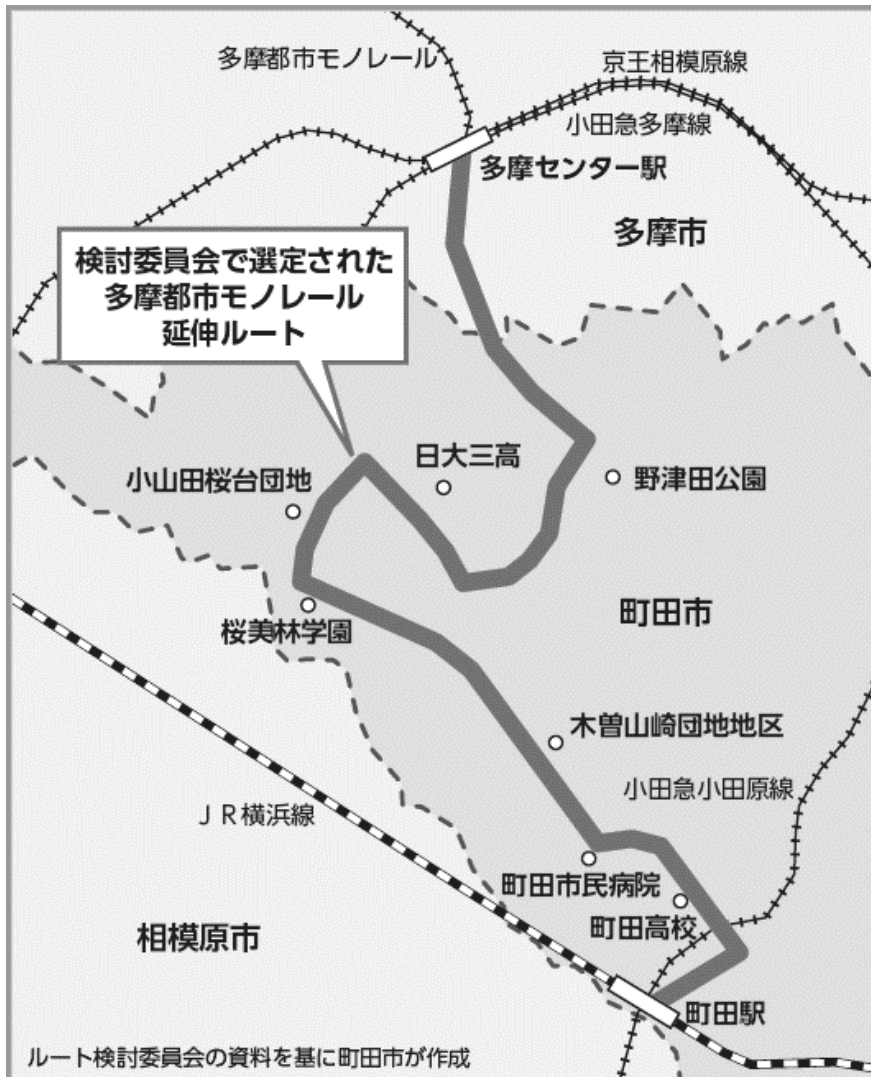 多摩都市モノレール
京王相模原線
小田急多摩線
多摩センター駅
多摩市
検討委員会で選定された
多摩都市モノレール
延伸ルート
日大三高
小山田桜台団地
野津田公園
町田市
桜美林学園
木曽山崎団地地区
小田急小田原線
ＪＲ横浜線
町田市民病院
町田高校
相模原市
町田駅
ルート検討委員会の資料を基に町田市が作成